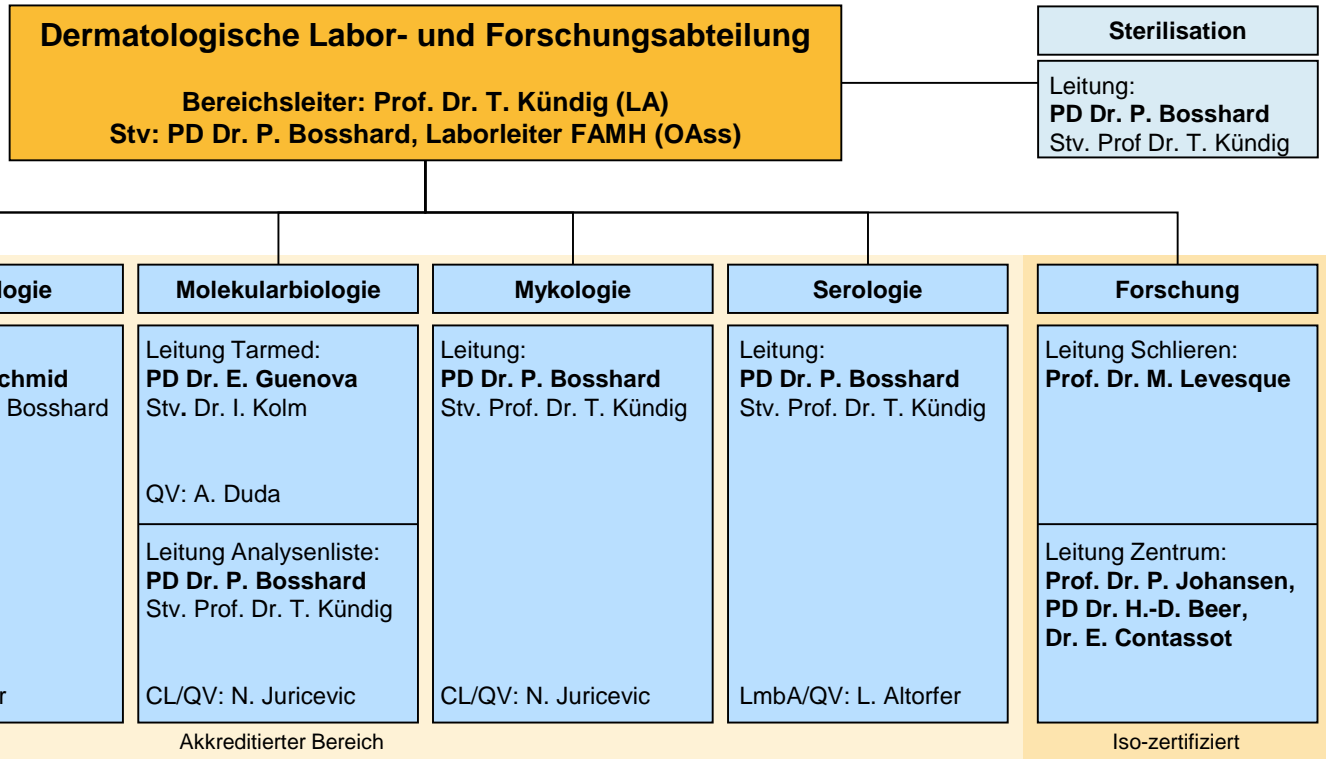 Dermatologische Labor- und Forschungsabteilung
Bereichsleiter: Prof. Dr. T. Kündig (LA)
Stv: PD Dr. P. Bosshard, Laborleiter FAMH (OAss)
Sterilisation
Leitung:
PD Dr. P. Bosshard
Stv. Prof Dr. T. Kündig
logie
chmid
Bosshard
r
Molekularbiologie
Leitung Tarmed:
PD Dr. E. Guenova
Stv. Dr. I. Kolm
QV: A. Duda
Leitung Analysenliste:
PD Dr. P. Bosshard
Stv. Prof. Dr. T. Kündig
CL/QV: N. Juricevic
Mykologie
Leitung:
PD Dr. P. Bosshard
Stv. Prof. Dr. T. Kündig
CL/QV: N. Juricevic
Serologie
Leitung:
PD Dr. P. Bosshard
Stv. Prof. Dr. T. Kündig
LmbA/QV: L. Altorfer
Forschung
Leitung Schlieren:
Prof. Dr. M. Levesque
Leitung Zentrum:
Prof. Dr. P. Johansen,
PD Dr. H.-D. Beer,
Dr. E. Contassot
Akkreditierter Bereich
Iso-zertifiziert